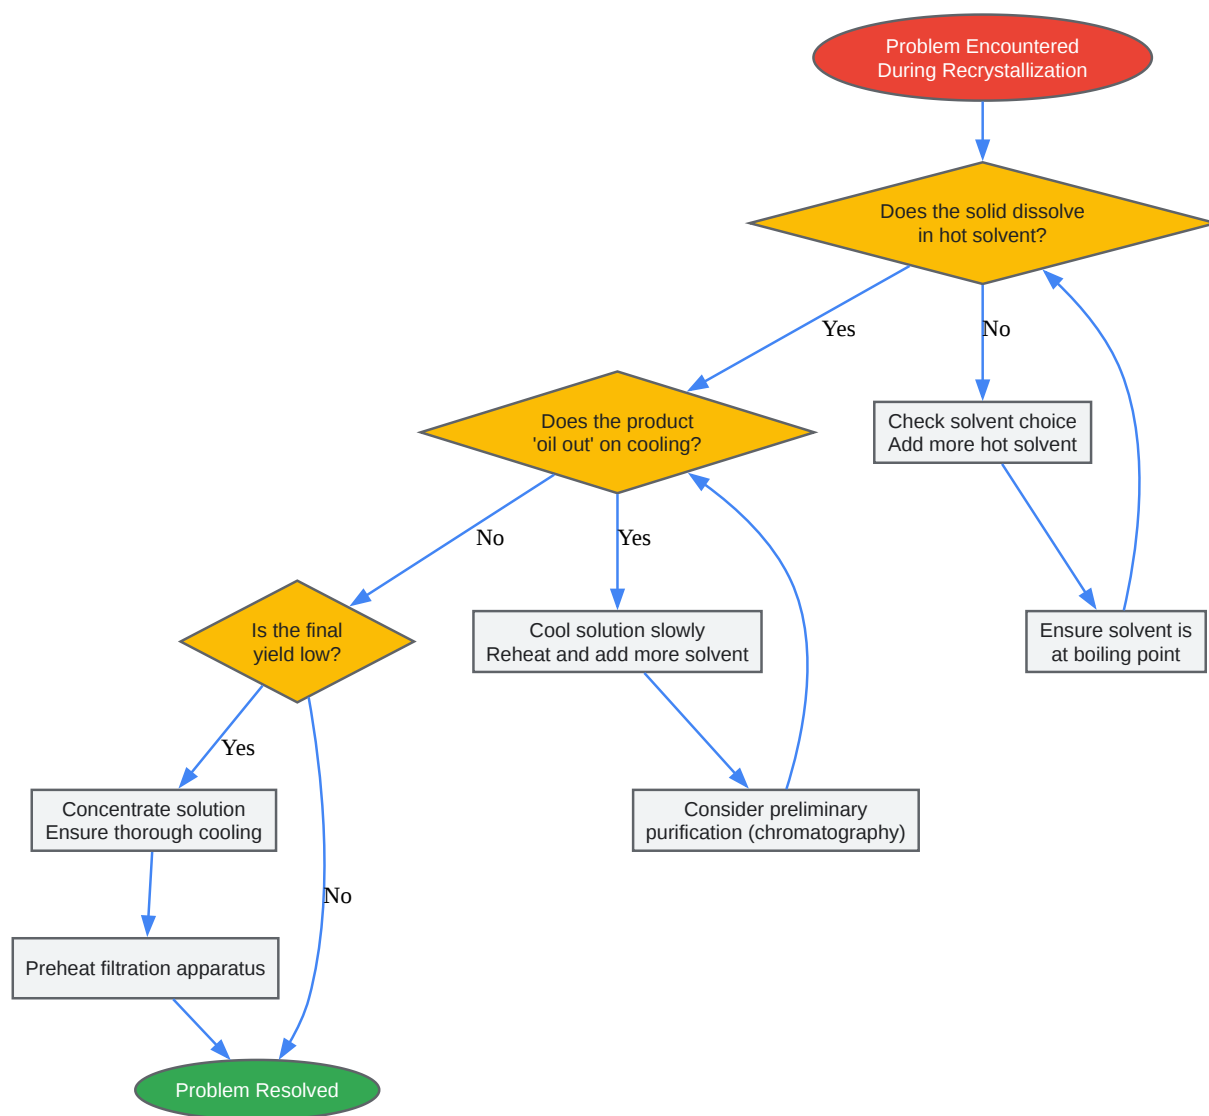 Problem Encountered
During Recrystallization
Does the solid dissolve
in hot solvent?
Yes
No
Does the product
'oil out' on cooling?
Check solvent choice
Add more hot solvent
No
Yes
Is the final
yield low?
Cool solution slowly
Reheat and add more solvent
Ensure solvent is
at boiling point
Yes
Concentrate solution
Ensure thorough cooling
Consider preliminary
purification (chromatography)
No
Preheat filtration apparatus
Problem Resolved